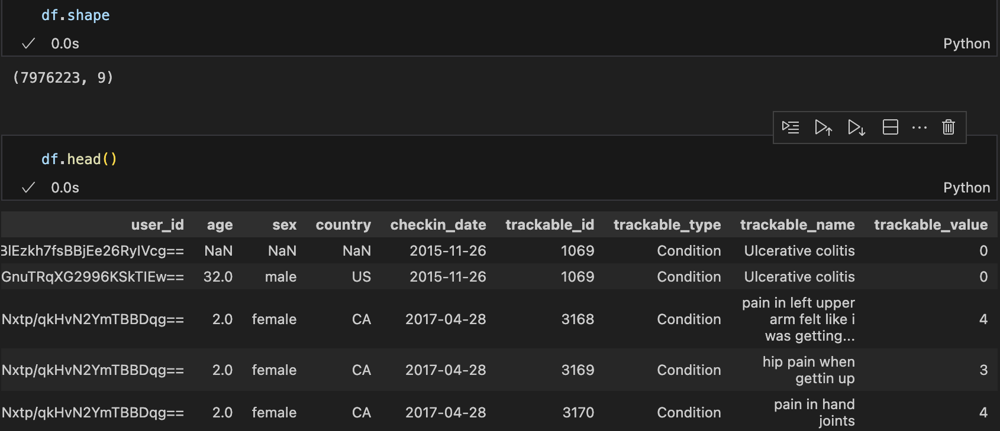 df.shape
0.0s
Python
(7976223, 9)
df.head()
0.0s
Python
user_id age sex country checkin_date trackable_id trackable_type trackable_name trackable_value
BlEzkh7fsBBjEe26RyIVcg== NaN NaN NaN 2015-11-26 1069 Condition Ulcerative colitis 0
GnuTRqXG2996KSkTIEw== 32.0 male US 2015-11-26 1069 Condition Ulcerative colitis 0
Nxtp/qkHvN2YmTBBDqg== 2.0 female CA 2017-04-28 3168 Condition pain in left upper
arm felt like i
was getting... 4
Nxtp/qkHvN2YmTBBDqg== 2.0 female CA 2017-04-28 3169 Condition hip pain when
gettin up 3
Nxtp/qkHvN2YmTBBDqg== 2.0 female CA 2017-04-28 3170 Condition pain in hand
joints 4